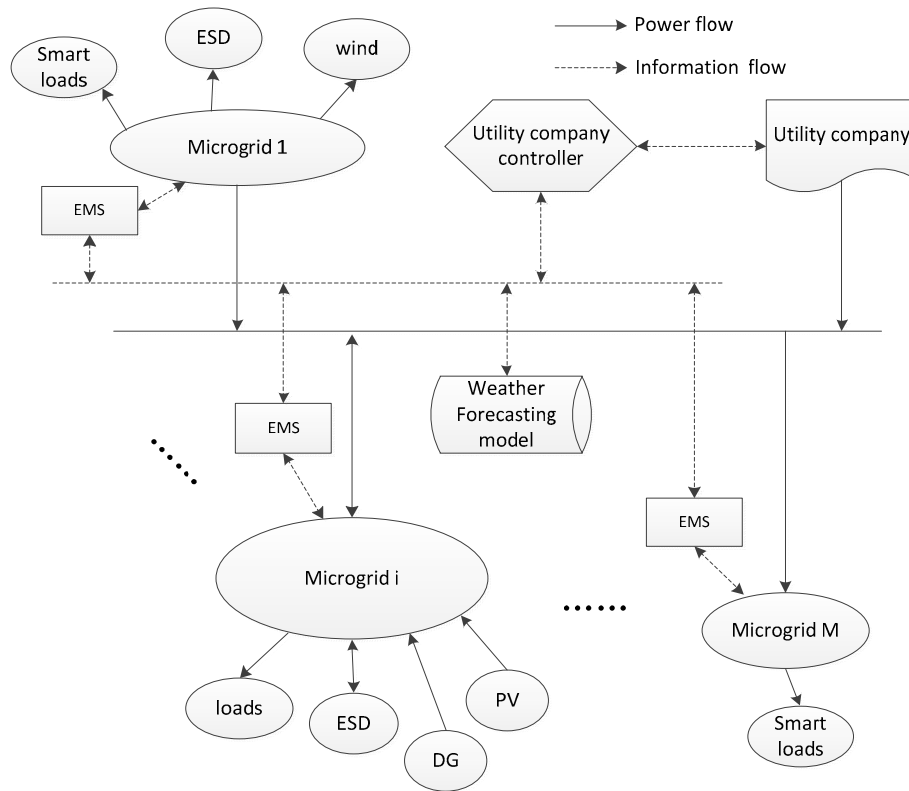 ESD
wind
Smart
loads
Microgrid 1
EMS
Power flow
Information flow
Utility company
controller
Utility company
EMS
Weather
Forecasting
model
EMS
Microgrid i
Microgrid M
loads
ESD
DG
PV
Smart
loads